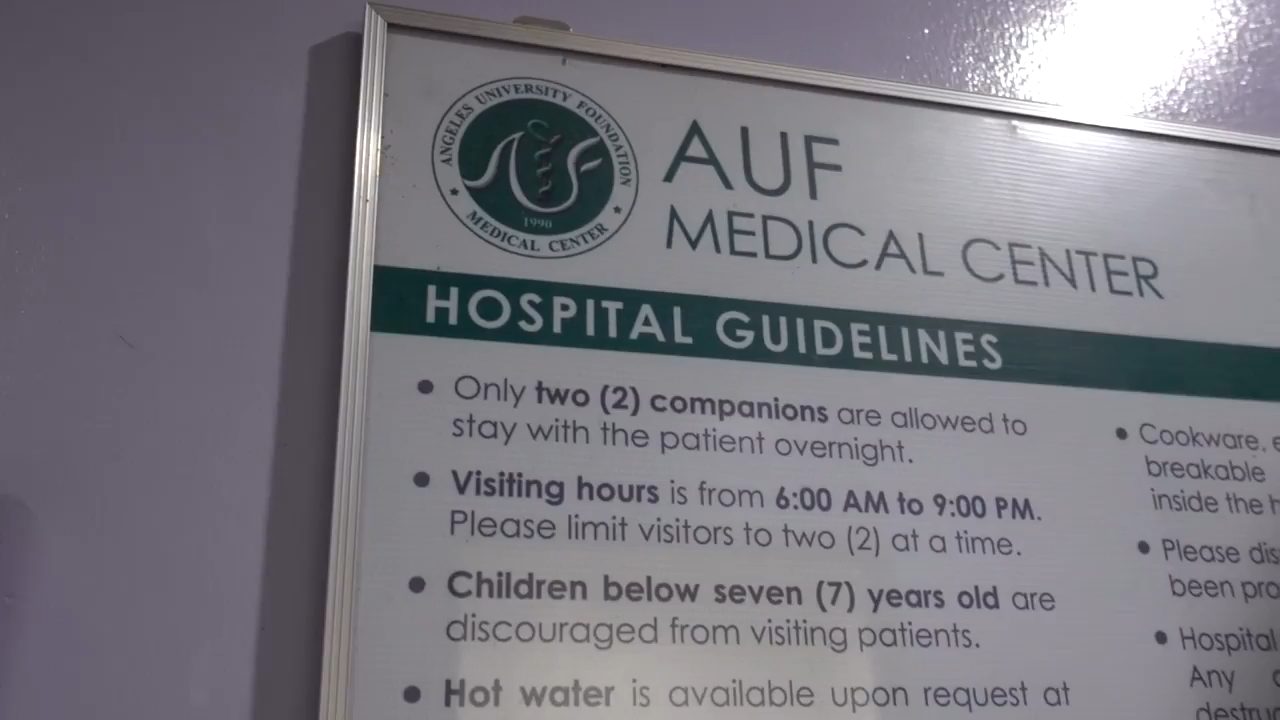 ANGELES UNIVERSITY FOUNDATION
1990
MEDICAL CENTER
AUF
MEDICAL CENTER
HOSPITAL GUIDELINES
• Only two (2) companions are allowed to
stay with the patient overnight.
• Visiting hours is from 6:00 AM to 9:00 PM.
Please limit visitors to two (2) at a time.
• Children below seven (7) years old are
discouraged from visiting patients.
• Hot water is available upon request at
• Cookware,
breakable
inside the
• Please
been
• Hospital
Any